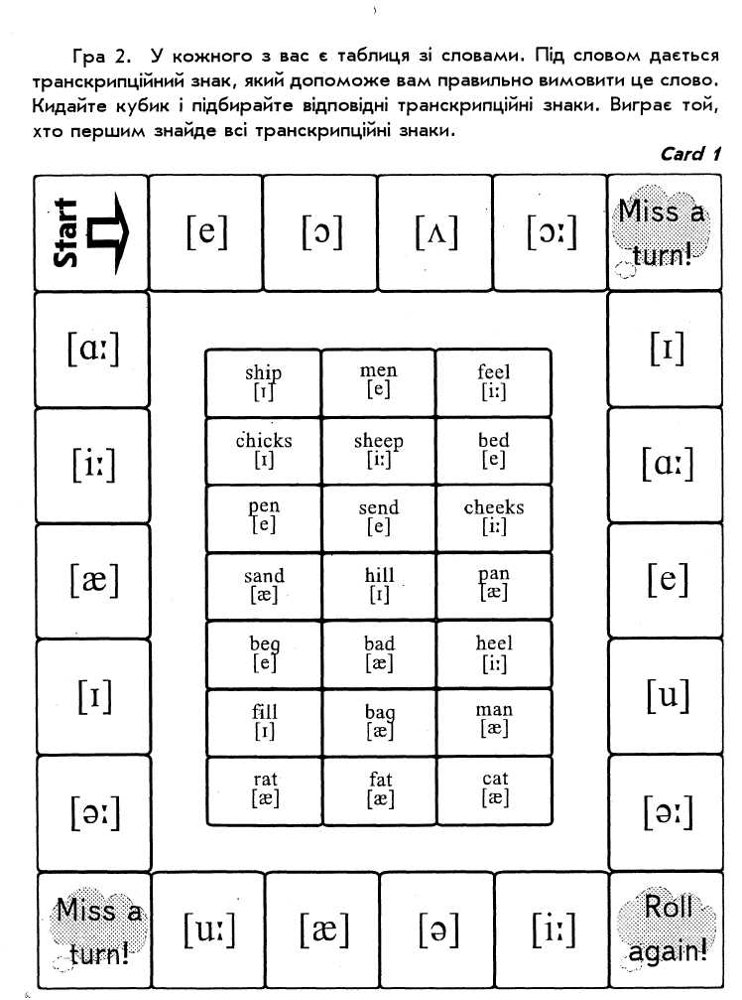 Гра 2. У кожного з вас є таблиця зі словами. Під словом дається
транскрипційний знак, який допоможе вам правильно вимовити це слово.
Кидайте кубик і підбирайте відповідні транскрипційні знаки. Виграє той,
хто першим знайде всі транскрипційні знаки.
Card 1
Start
[e]
[ɔ]
[ʌ]
[ɔː]
Miss a
turn!
[ɑː]
[ɪ]
[iː]
[ɑː]
[æ]
[e]
[ɪ]
[u]
[əː]
[əː]
ship men feel
[ɪ] [e] [iː]
chicks sheep bed
[ɪ] [iː] [e]
pen send cheeks
[e] [e] [iː]
sand hill pan
[æ] [ɪ] [æ]
beg bad heel
[e] [æ] [iː]
fill bag man
[ɪ] [æ] [æ]
rat fat cat
[æ] [æ] [æ]
Miss a
turn!
[uː]
[æ]
[ə]
[iː]
Roll
again!